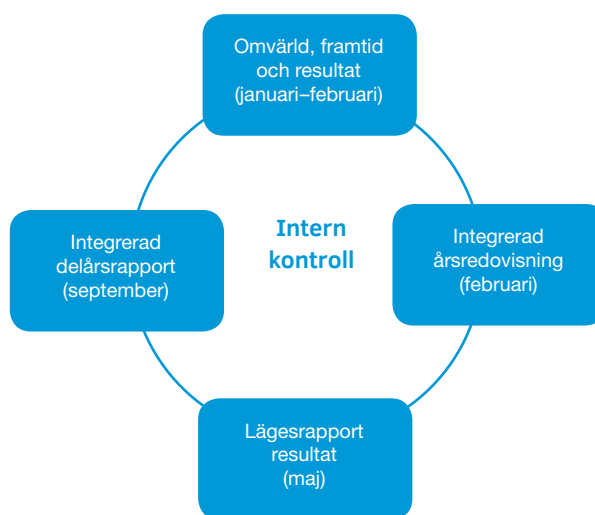 Omvärld, framtid
och resultat
(januari–februari)
Integrerad
delårsrapport
(september)
Intern
kontroll
Integrerad
årsredovisning
(februari)
Lägesrapport
resultat
(maj)